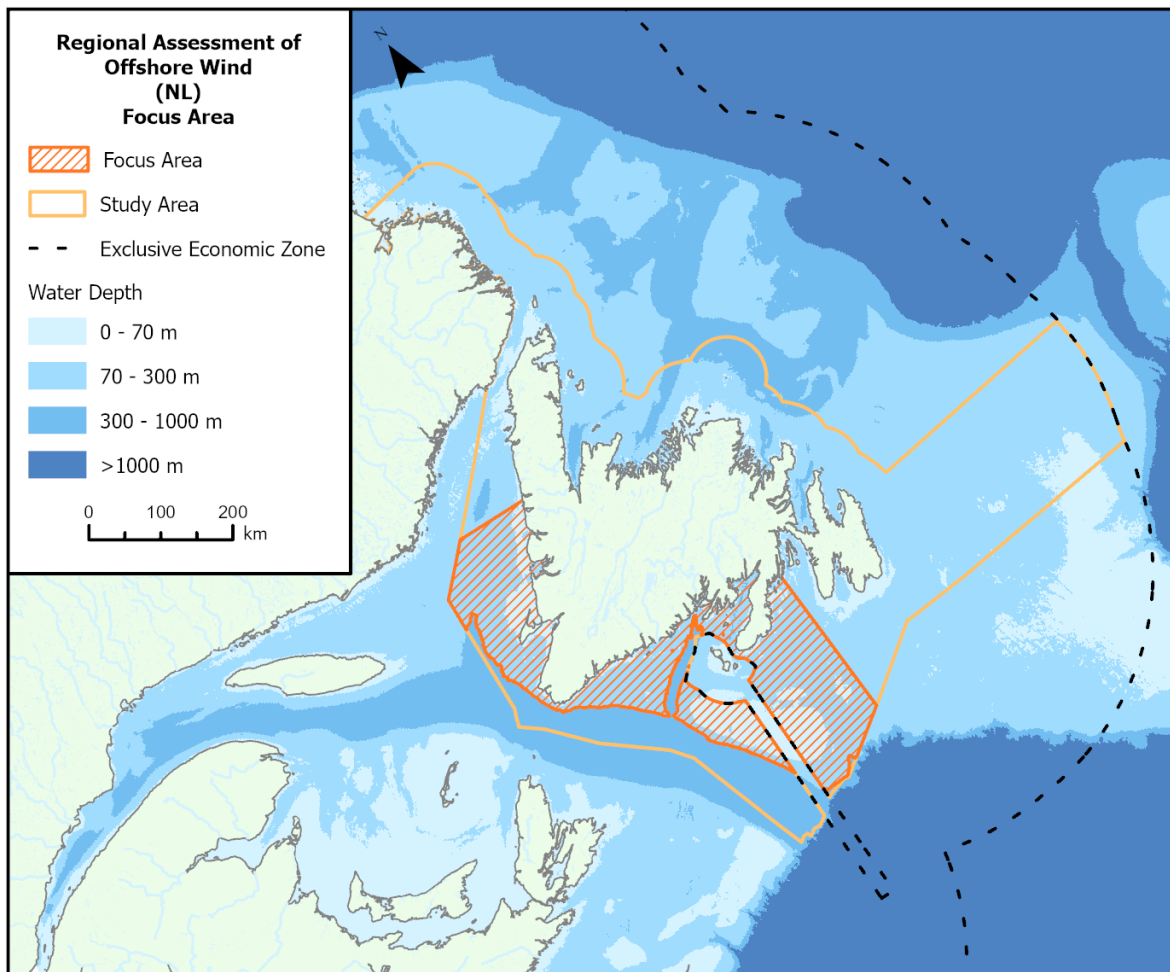 Regional Assessment of
Offshore Wind
(NL)
Focus Area
Focus Area
Study Area
Exclusive Economic Zone
Water Depth
0 - 70 m
70 - 300 m
300 - 1000 m
>1000 m
0 100 200
km
N